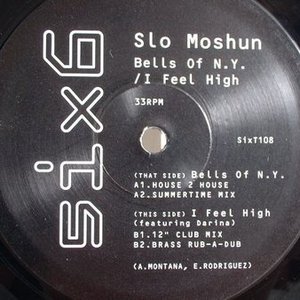 six6
Slo Moshun
Bells Of N.Y.
/I Feel High
33RPM
SixT108
(THAT SIDE) Bells Of N.Y.
A1.HOUSE 2 HOUSE
A2.SUMMERTIME MIX
(THIS SIDE) I Feel High
(featuring Darina)
B1.12" CLUB MIX
B2.BRASS RUB-A-DUB
(A.MONTANA, E.RODRIGUEZ)